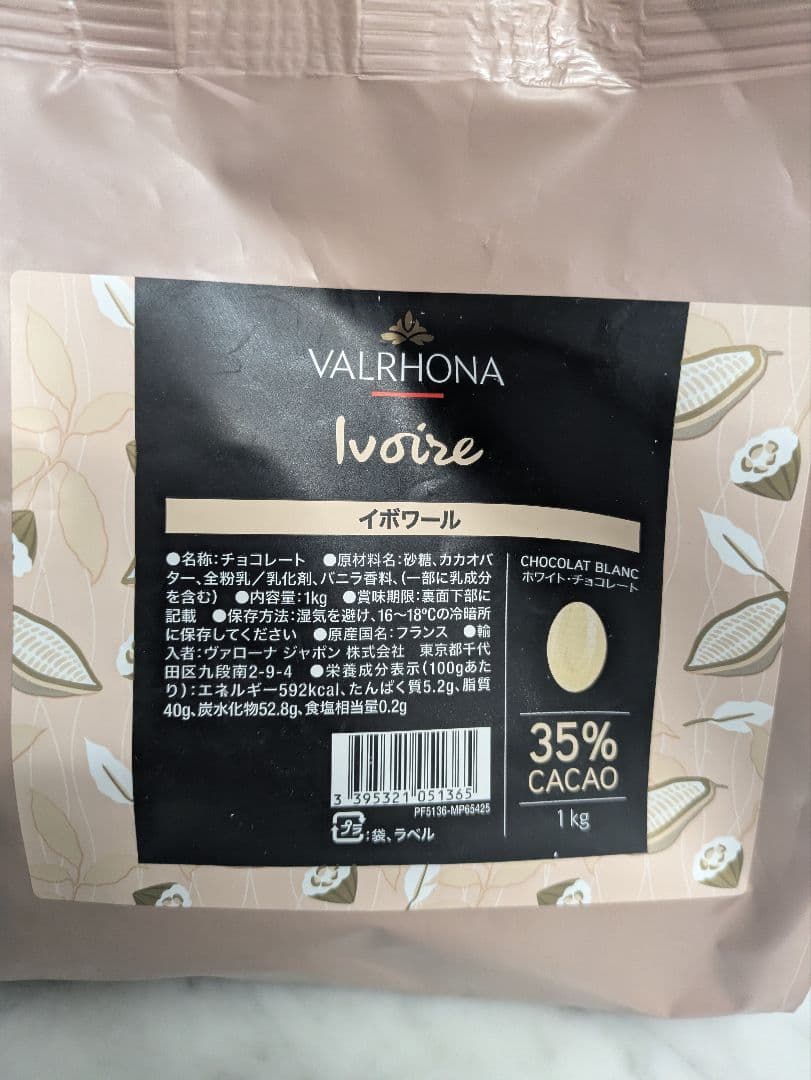 VALRHONA
Ivoire
イボワール
●名称:チョコレート ●原材料名:砂糖、カカオバ
ター、全粉乳/乳化剤、バニラ香料、(一部に乳成分
を含む) ●内容量:1kg ●賞味期限:裏面下部に
記載 ●保存方法:湿気を避け、16〜18℃の冷暗所
に保存してください ●原産国名:フランス ●輸
入者:ヴァローナ ジャポン 株式会社 東京都千代
田区九段南2-9-4 ●栄養成分表示(100gあた
り):エネルギー592kcal、たんぱく質5.2g、脂質
40g、炭水化物52.8g、食塩相当量0.2g
3 395321 051365
PF5136-MP65425
プラ:袋、ラベル
CHOCOLAT BLANC
ホワイト・チョコレート
35%
CACAO
1 kg